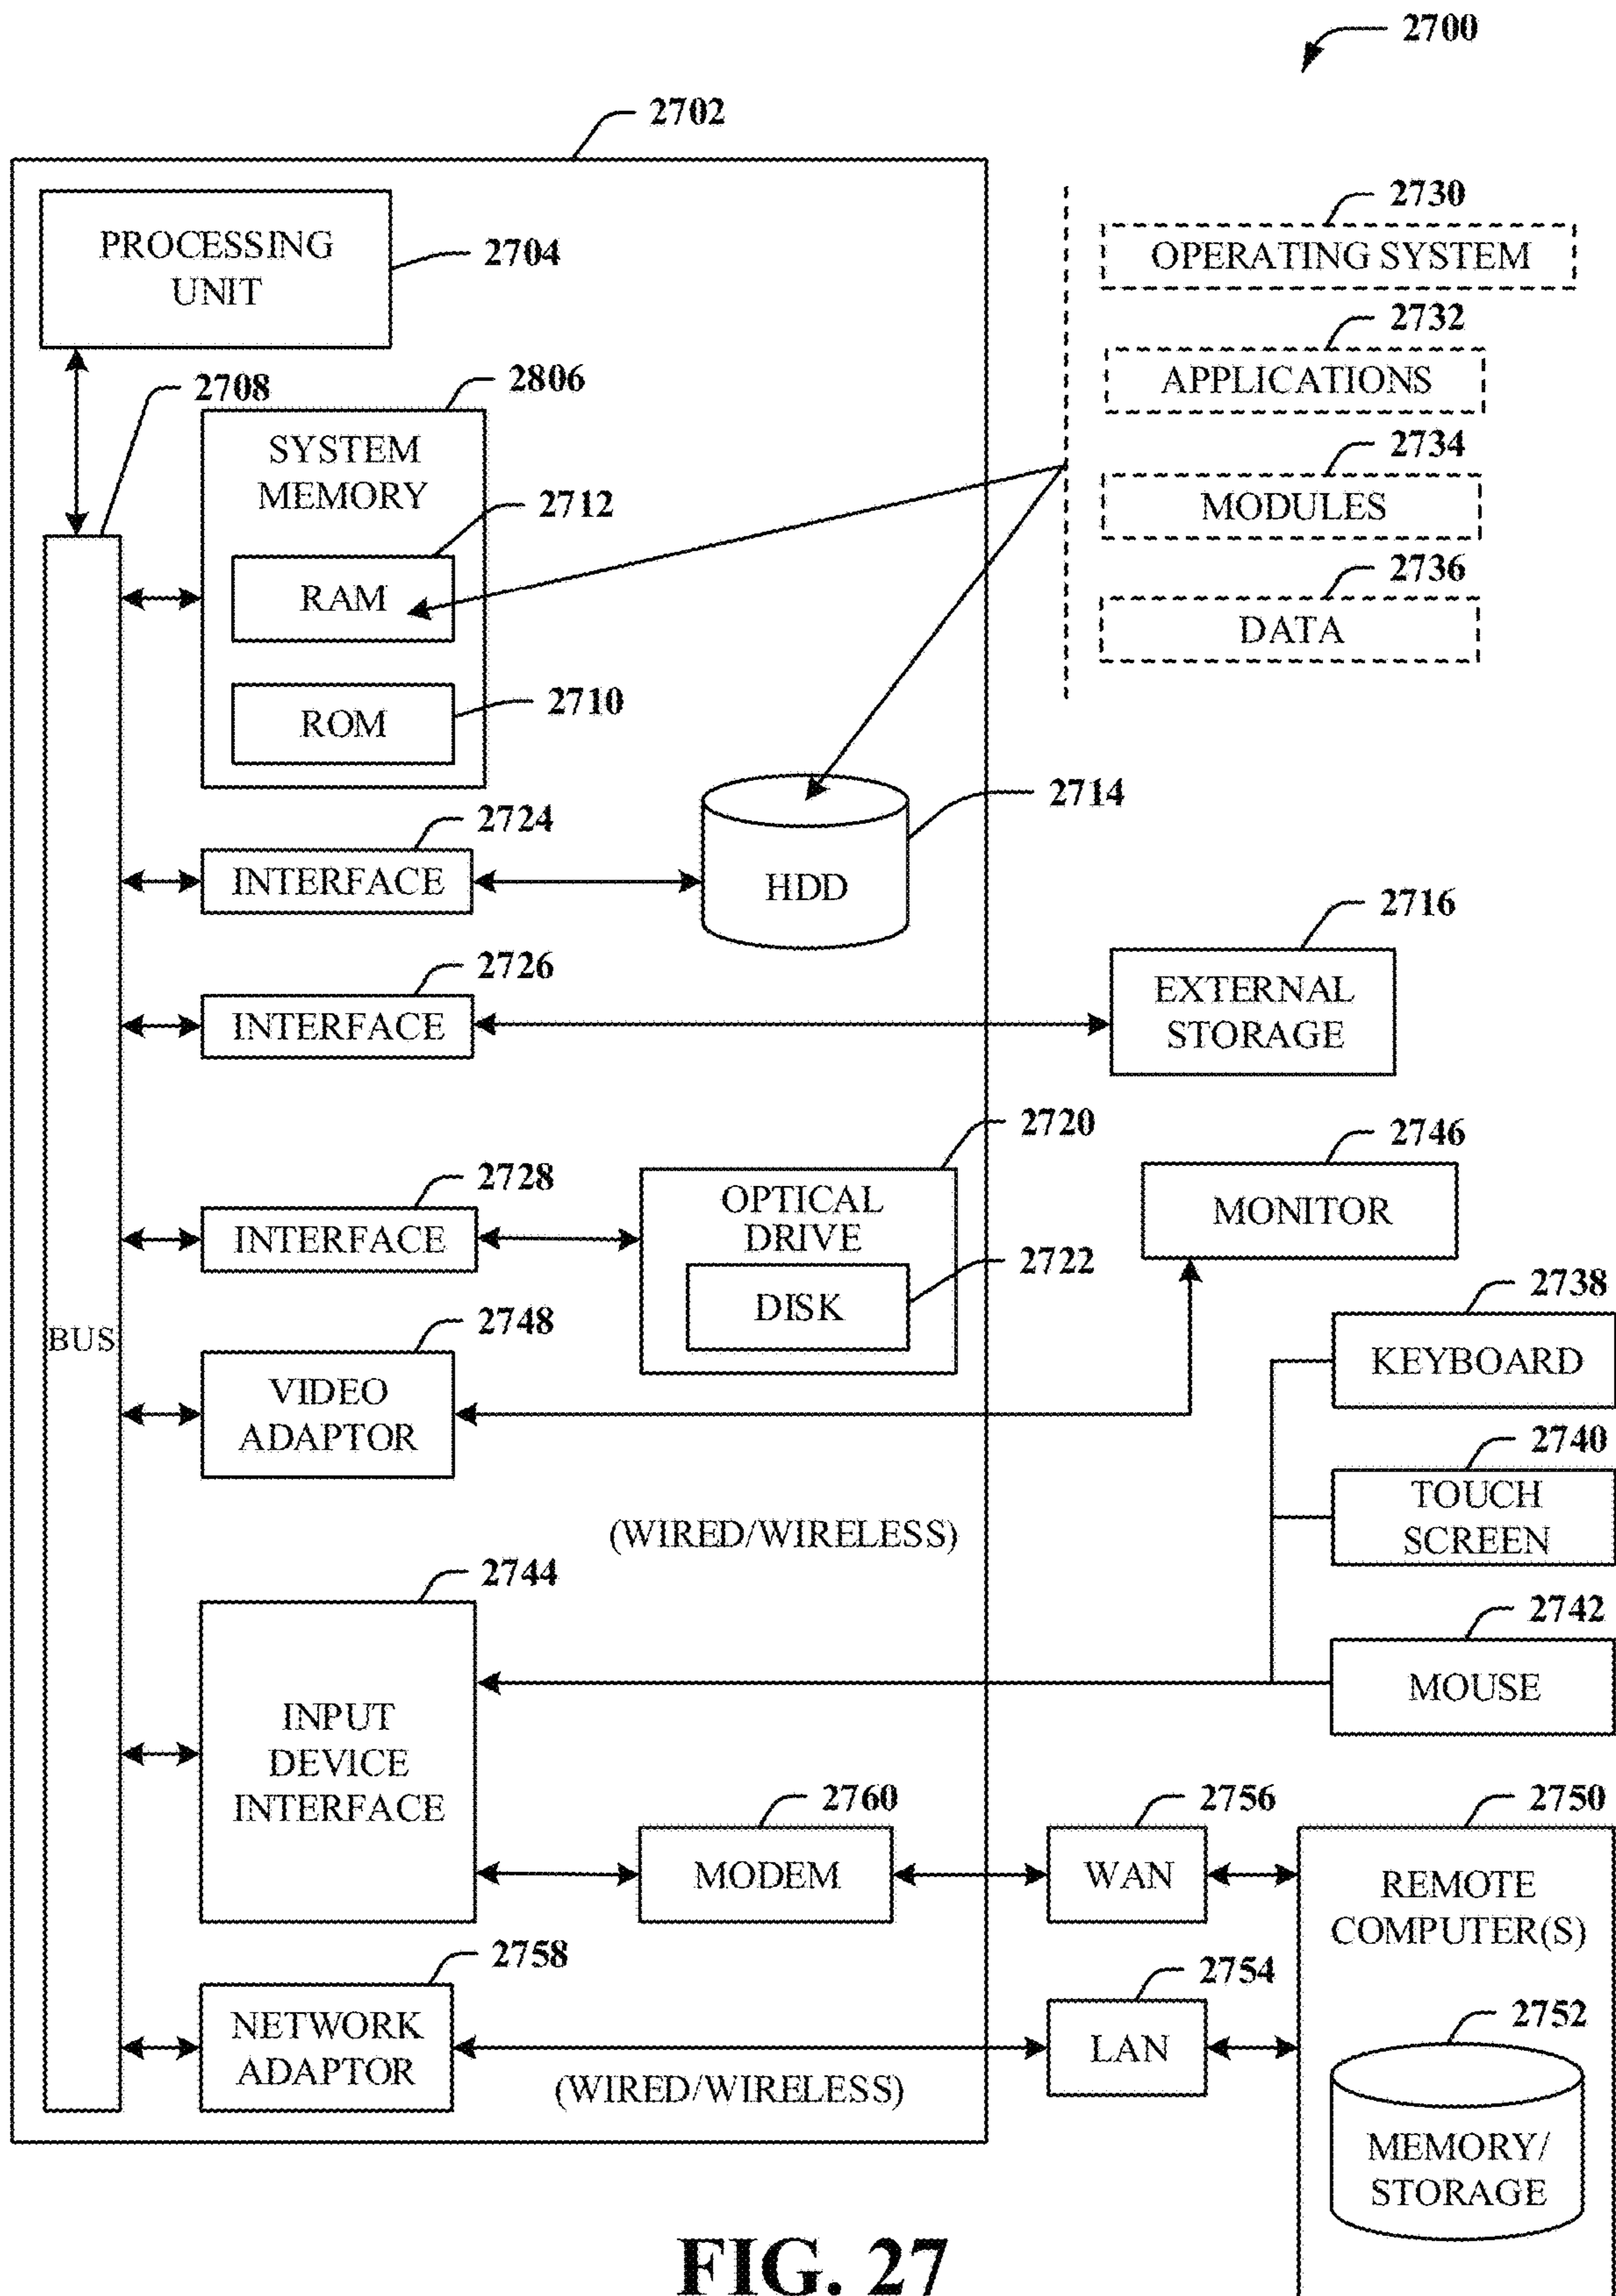 2700
2702
2730
PROCESSING
UNIT
2704
OPERATING SYSTEM
2732
APPLICATIONS
2708
2806
SYSTEM
MEMORY
2734
MODULES
2712
RAM
2736
DATA
2710
ROM
2714
HDD
2724
INTERFACE
2716
EXTERNAL
STORAGE
2726
INTERFACE
2720
OPTICAL
DRIVE
2722
DISK
2746
MONITOR
2728
INTERFACE
BUS
2738
KEYBOARD
2748
VIDEO
ADAPTOR
2740
TOUCH
SCREEN
(WIRED/WIRELESS)
2744
INPUT
DEVICE
INTERFACE
2742
MOUSE
2760
MODEM
2756
WAN
2750
REMOTE
COMPUTER(S)
2758
NETWORK
ADAPTOR
2754
LAN
(WIRED/WIRELESS)
2752
MEMORY/
STORAGE
FIG. 27